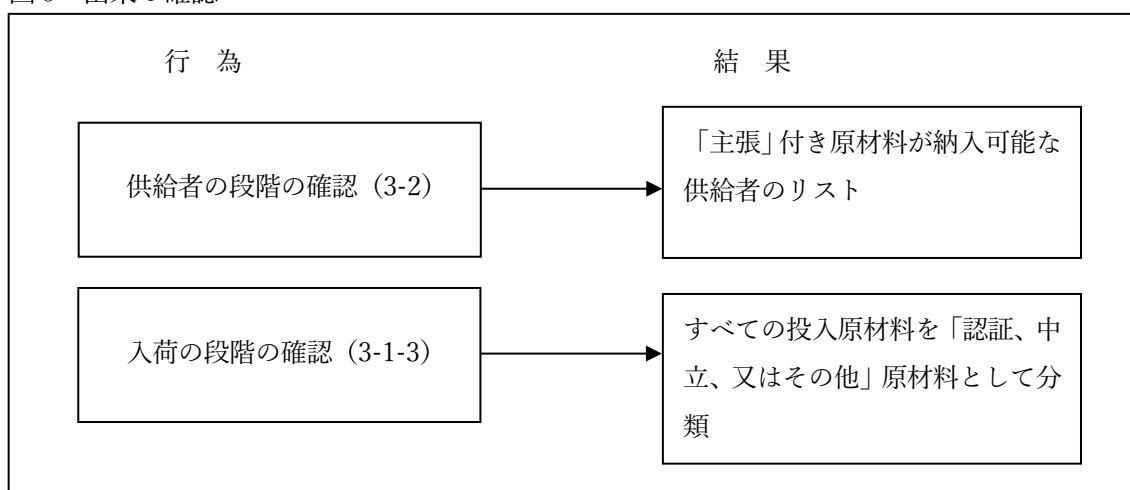 行 為
結 果
供給者の段階の確認（3-2）
「主張」付き原材料が納入可能な
供給者のリスト
入荷の段階の確認（3-1-3）
すべての投入原材料を「認証、中
立、又はその他」原材料として分
類